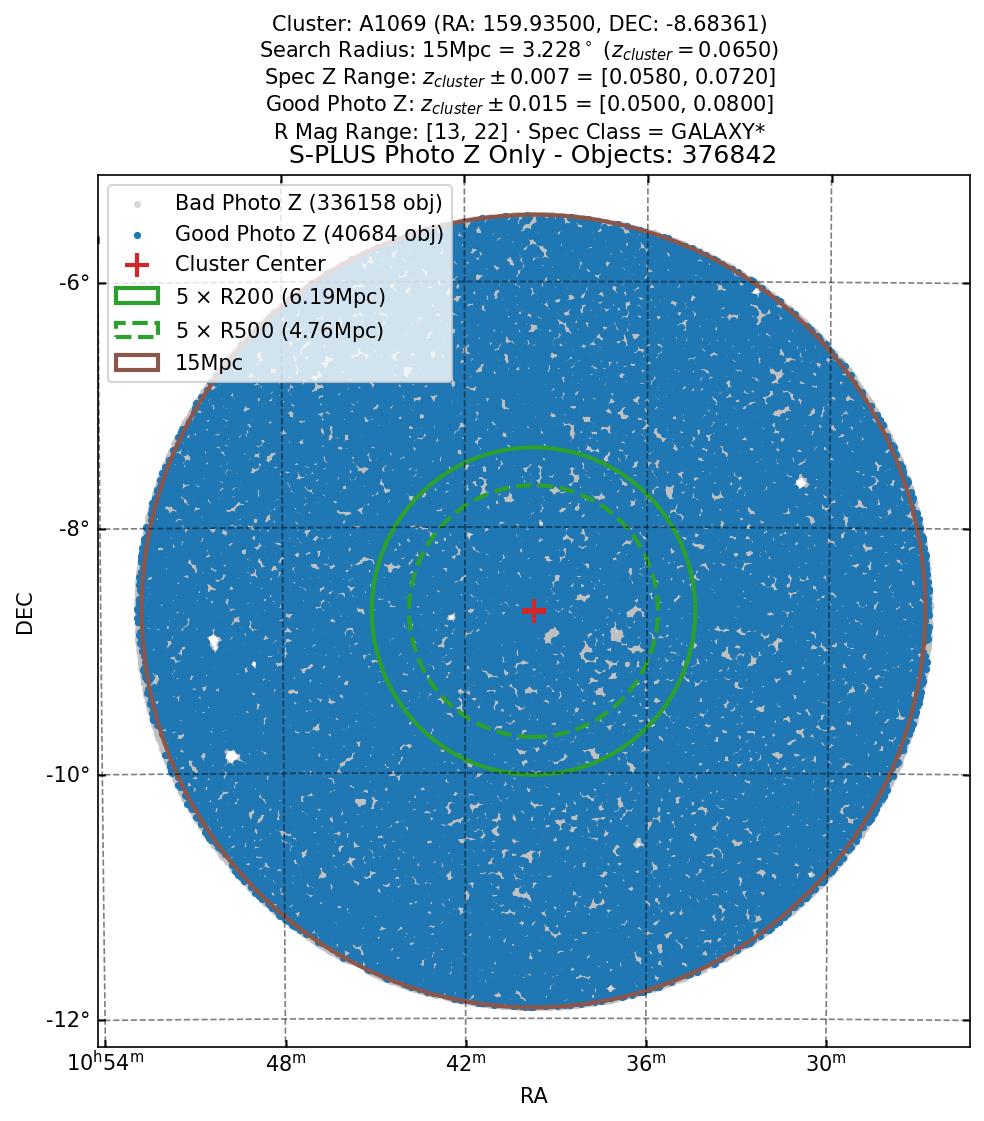 Cluster: A1069 (RA: 159.93500, DEC: -8.68361)
Search Radius: 15Mpc = 3.228° (z_cluster = 0.0650)
Spec Z Range: z_cluster ± 0.007 = [0.0580, 0.0720]
Good Photo Z: z_cluster ± 0.015 = [0.0500, 0.0800]
R Mag Range: [13, 22] · Spec Class = GALAXY*
S-PLUS Photo Z Only - Objects: 376842
Bad Photo Z (336158 obj)
Good Photo Z (40684 obj)
Cluster Center
5 × R200 (6.19Mpc)
5 × R500 (4.76Mpc)
15Mpc
-6°
-8°
-10°
-12°
DEC
10ʰ54ᵐ
48ᵐ
42ᵐ
36ᵐ
30ᵐ
RA